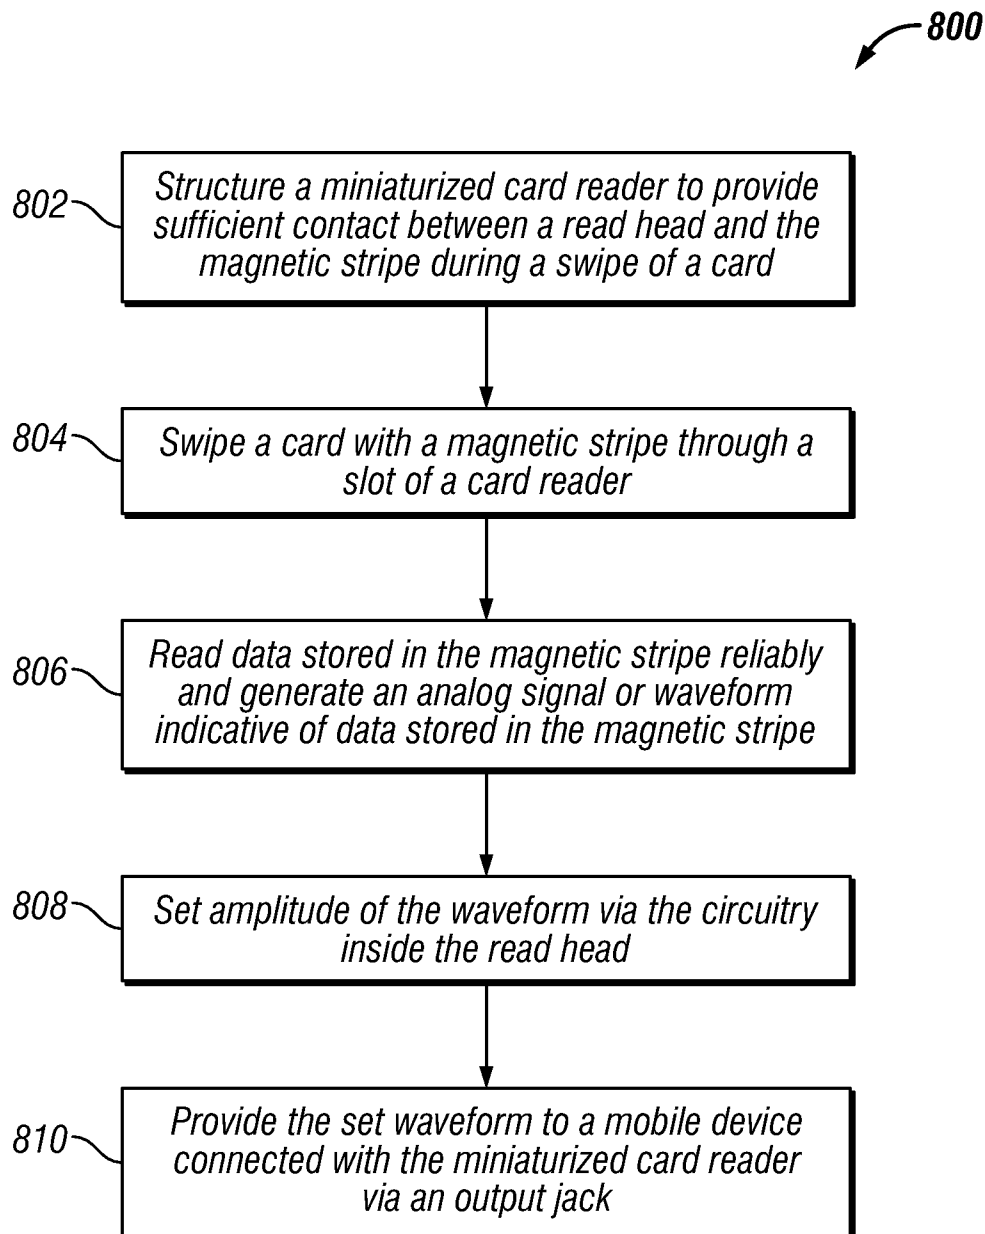 800
802
Structure a miniaturized card reader to provide
sufficient contact between a read head and the
magnetic stripe during a swipe of a card
804
Swipe a card with a magnetic stripe through a
slot of a card reader
806
Read data stored in the magnetic stripe reliably
and generate an analog signal or waveform
indicative of data stored in the magnetic stripe
808
Set amplitude of the waveform via the circuitry
inside the read head
810
Provide the set waveform to a mobile device
connected with the miniaturized card reader
via an output jack